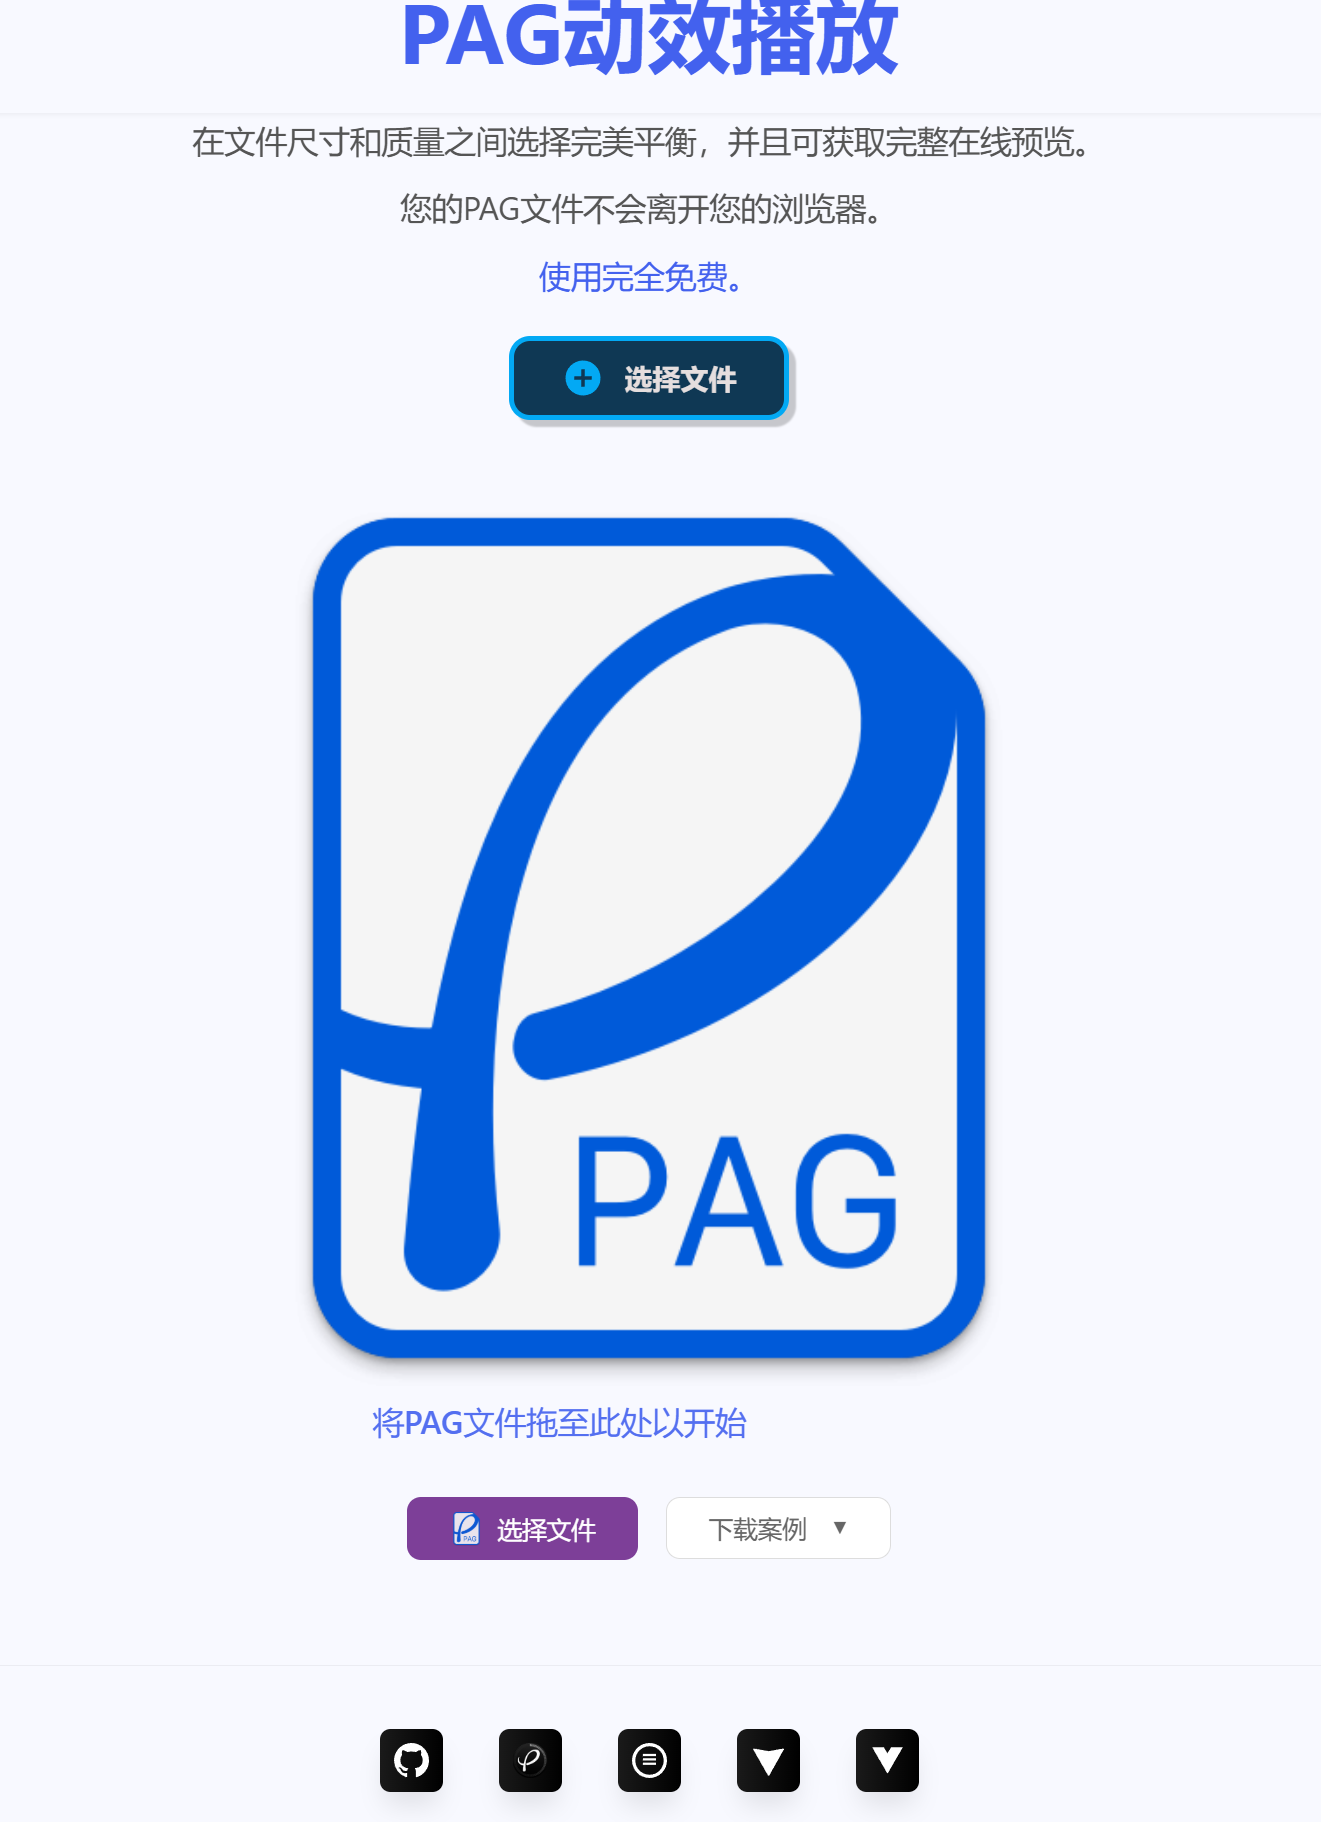 PAG动效播放
在文件尺寸和质量之间选择完美平衡，并且可获取完整在线预览。
您的PAG文件不会离开您的浏览器。
使用完全免费。
选择文件
PAG
将PAG文件拖至此处以开始
PAG 选择文件
下载案例 ▼